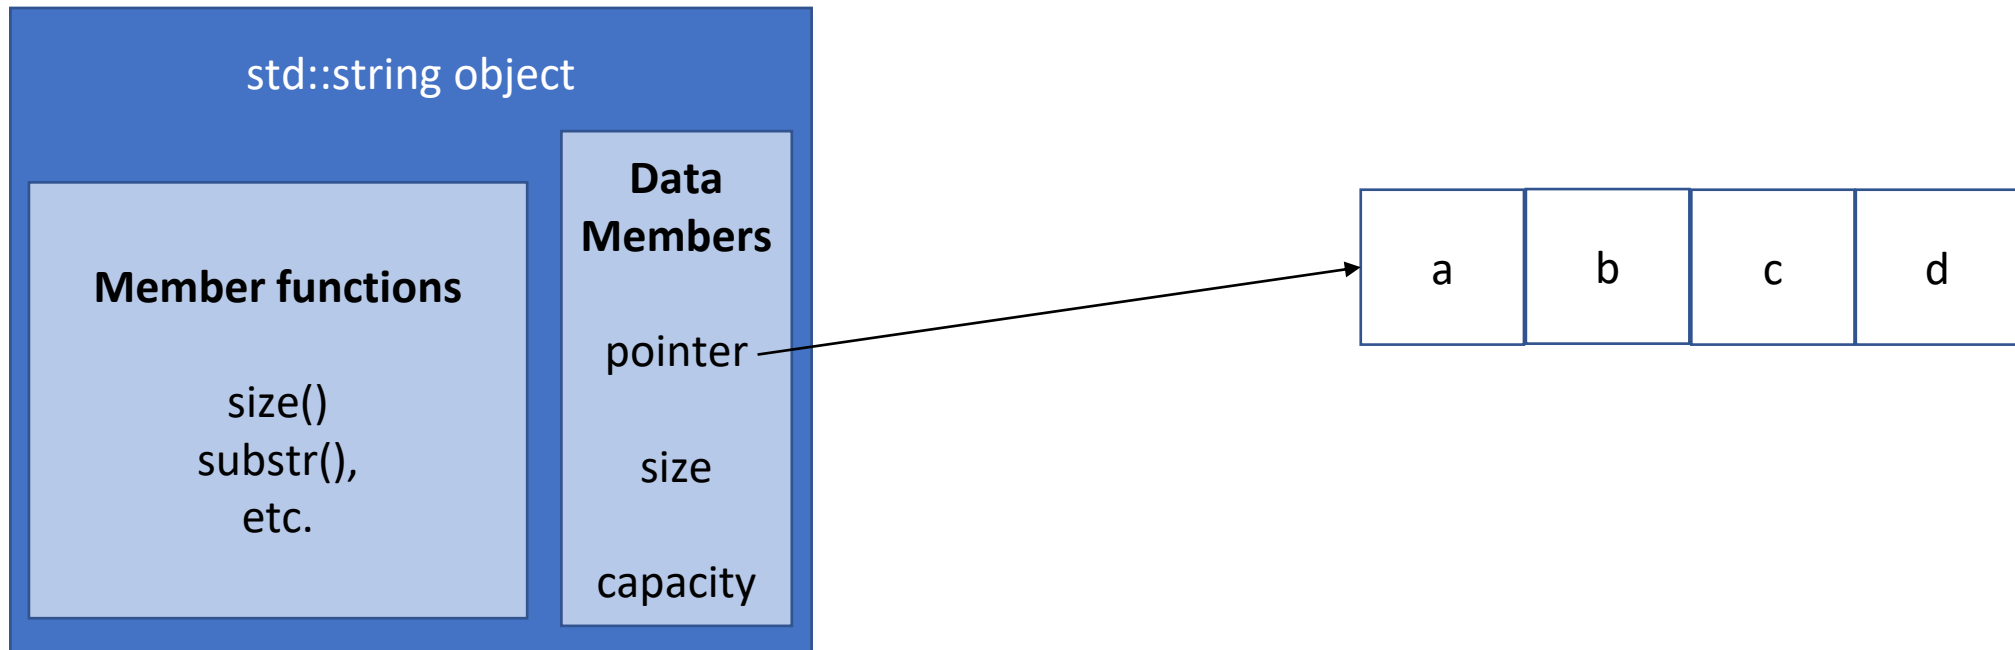 std::string object
Member functions
size()
substr(),
etc.
Data
Members
pointer
size
capacity
a b c d